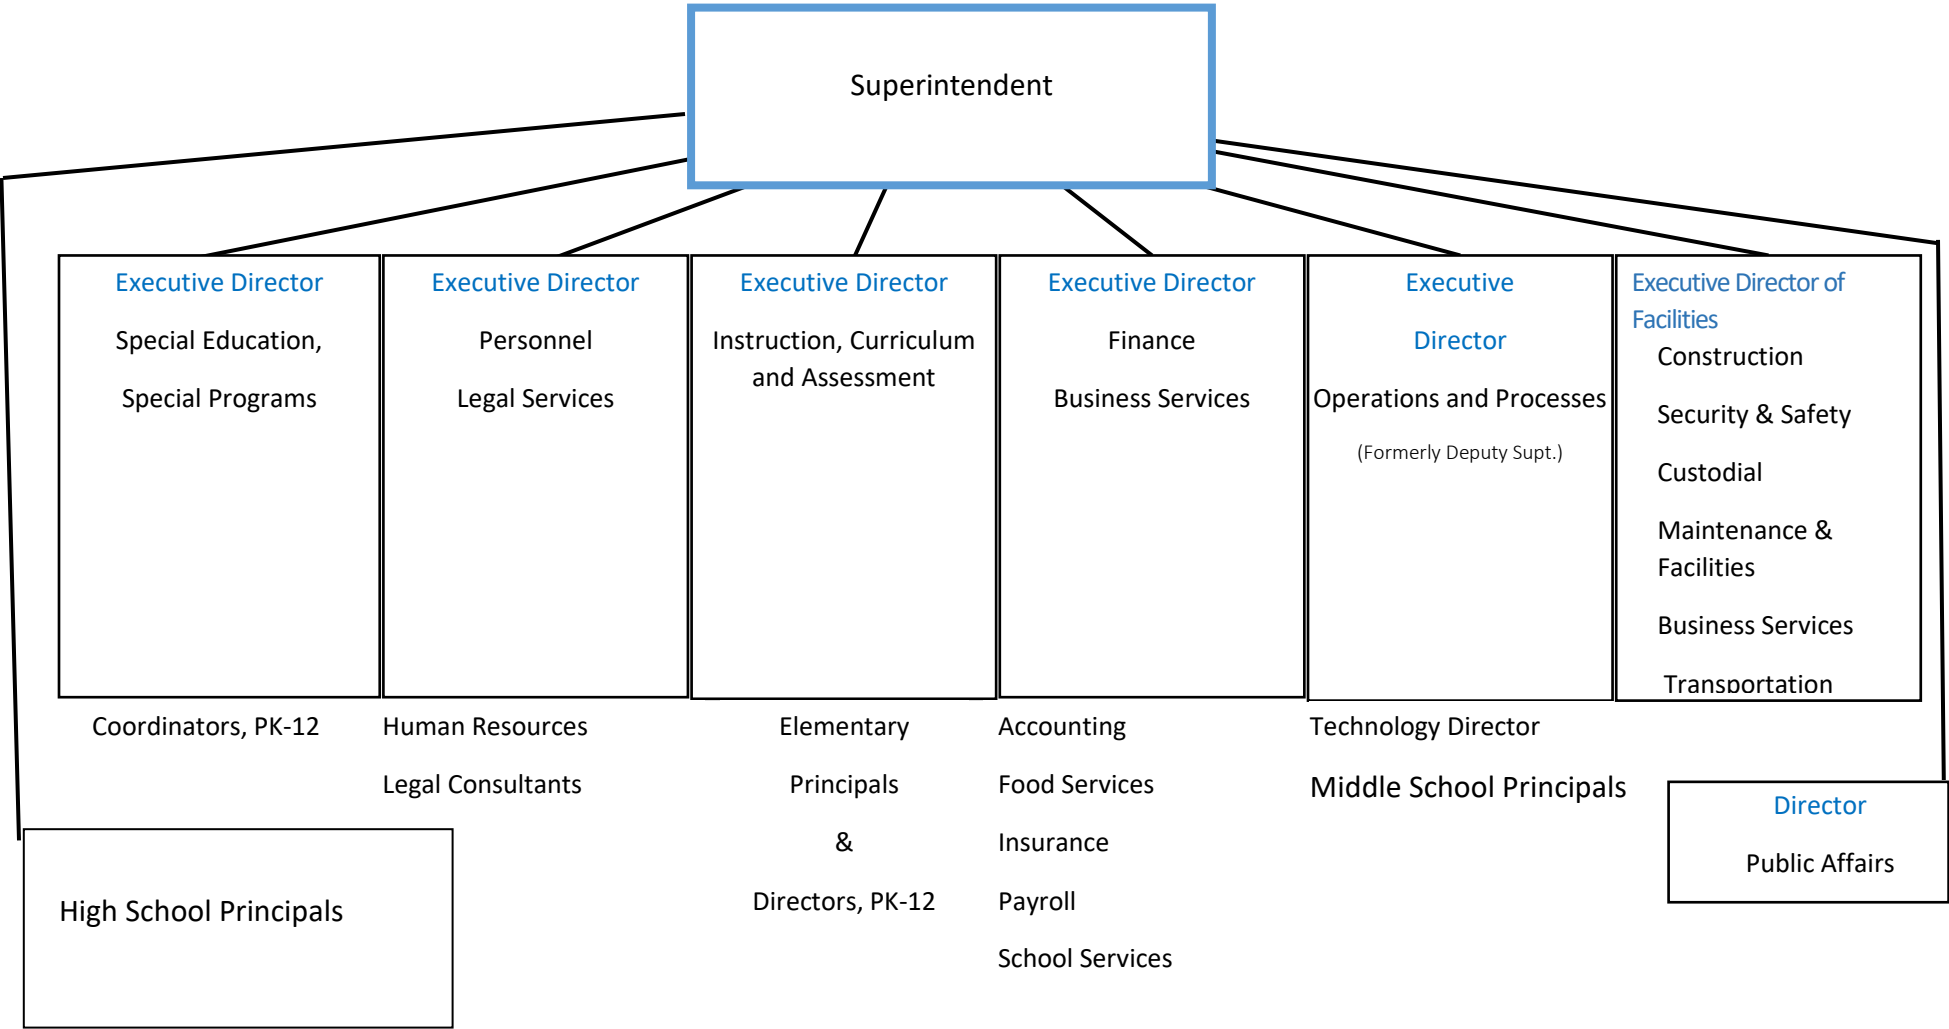 Superintendent
Executive Director
Special Education,
Special Programs
Executive Director
Personnel
Legal Services
Executive Director
Instruction, Curriculum
and Assessment
Executive Director
Finance
Business Services
Executive
Director
Operations and Processes
(Formerly Deputy Supt.)
Executive Director of
Facilities
Construction
Security & Safety
Custodial
Maintenance &
Facilities
Business Services
Transportation
Coordinators, PK-12
Human Resources
Legal Consultants
Elementary
Principals
&
Directors, PK-12
Accounting
Food Services
Insurance
Payroll
School Services
Technology Director
Middle School Principals
Director
Public Affairs
High School Principals